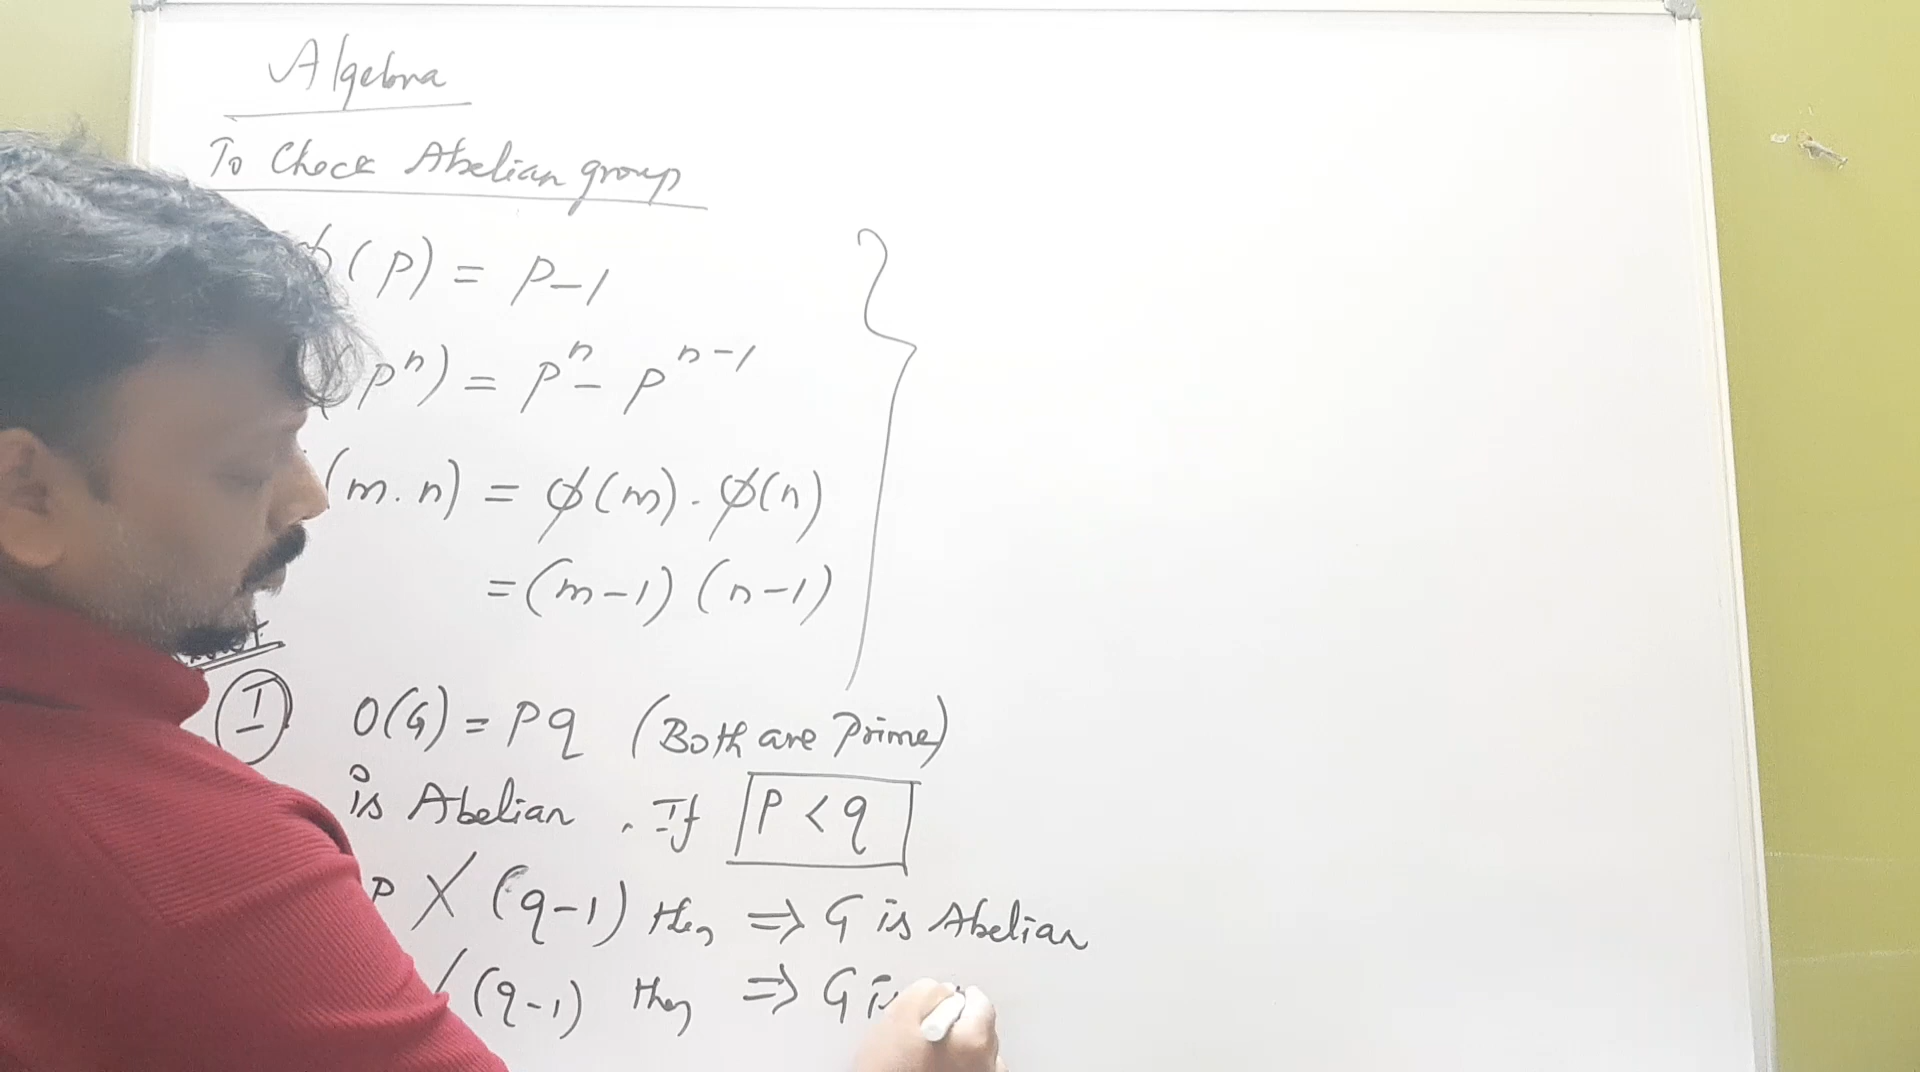 Algebra
To Check Abelian group
ϕ(p) = p-1
(pⁿ) = pⁿ - pⁿ⁻¹
(m.n) = ϕ(m).ϕ(n)
= (m-1) (n-1)
I O(G) = pq (Both are Prime)
is Abelian . If p < q
p ∤ (q-1) then ⇒ G is Abelian
/ (q-1) then ⇒ G is